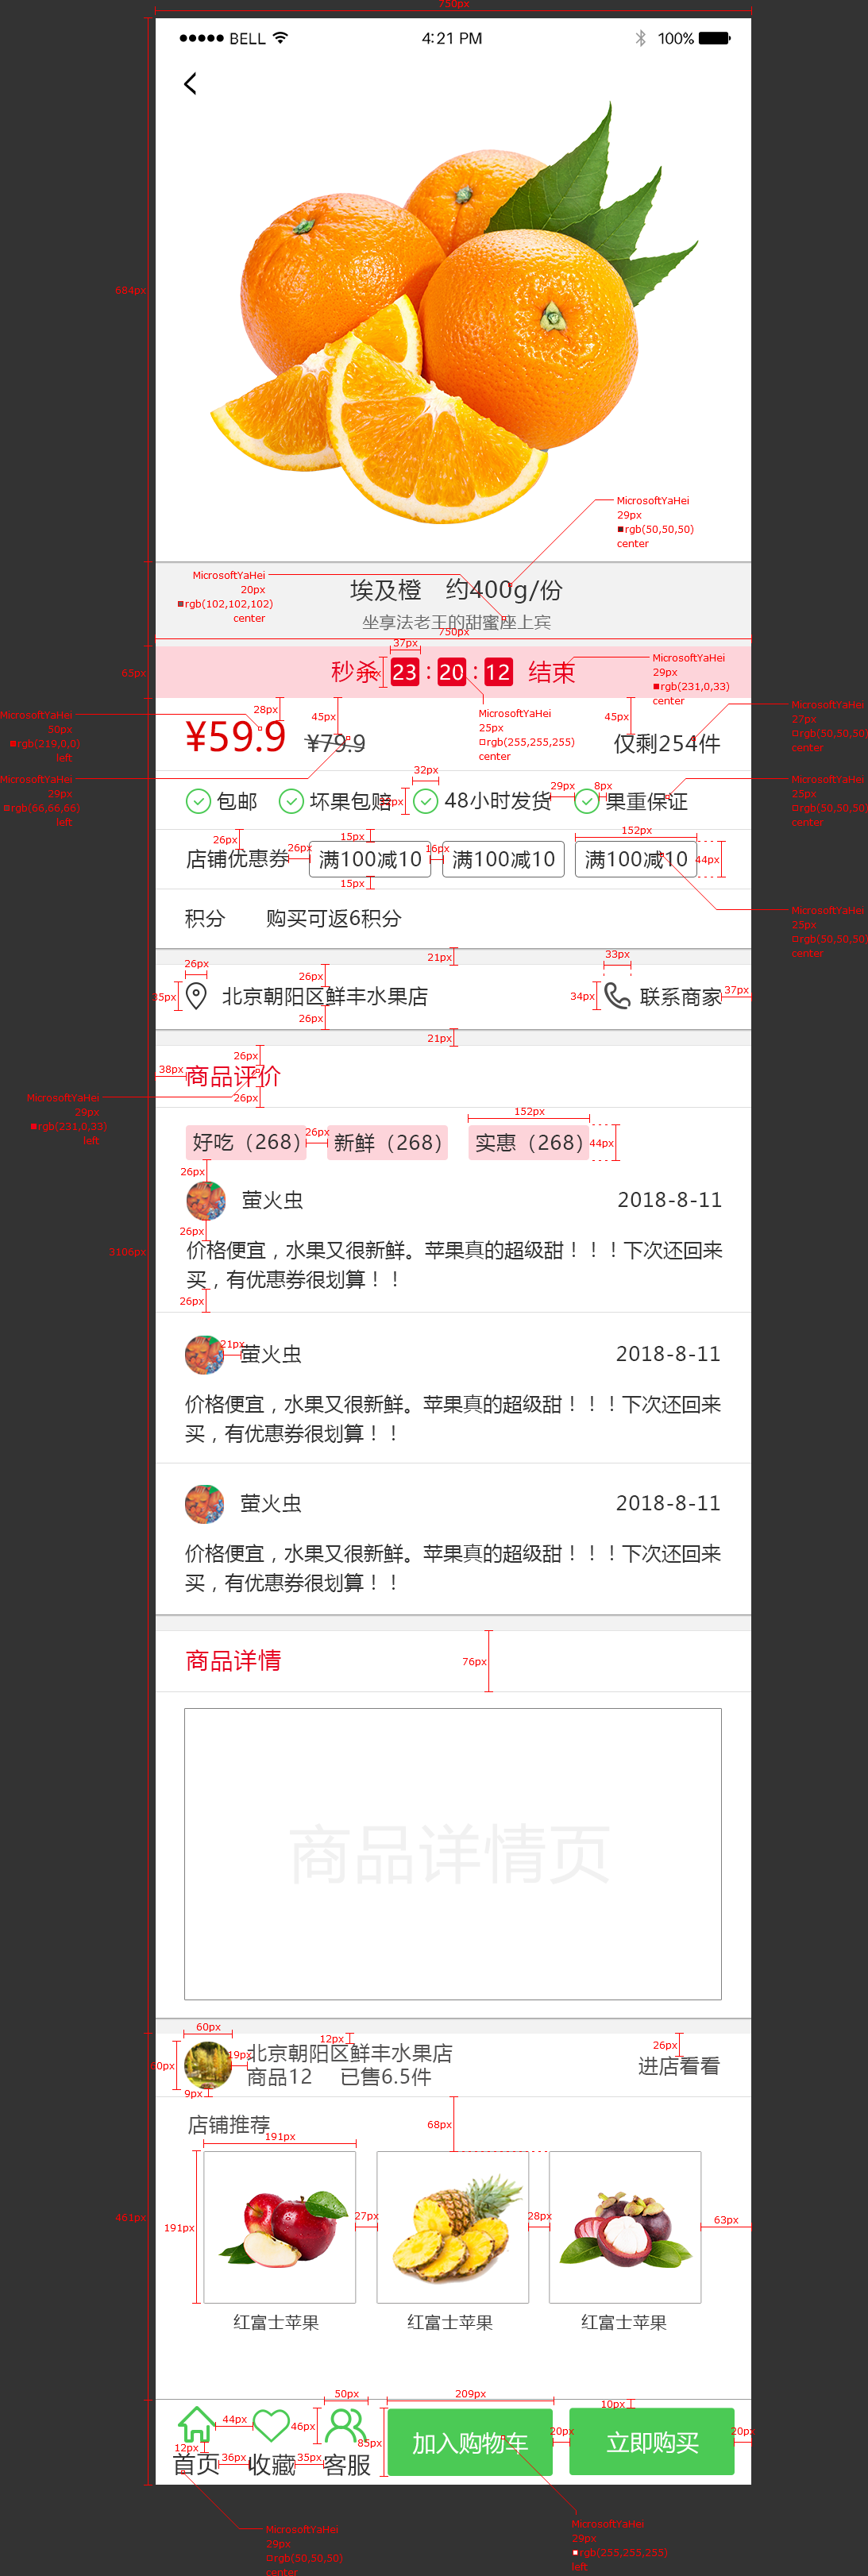 750px
●●●●● BELL 4:21 PM 100%
684px
MicrosoftYaHei
29px
rgb(50,50,50)
center
MicrosoftYaHei
20px
rgb(102,102,102)
center
埃及橙 约400g/份
坐享法老王的甜蜜座上宾
750px
37px
65px
秒杀 23 : 20 : 12 结束
MicrosoftYaHei
29px
rgb(231,0,33)
center
MicrosoftYaHei
25px
rgb(255,255,255)
center
28px
45px
45px
MicrosoftYaHei
50px
rgb(219,0,0)
left
MicrosoftYaHei
27px
rgb(50,50,50)
center
¥59.9 ¥79.9 仅剩254件
MicrosoftYaHei
29px
rgb(66,66,66)
left
32px
29px
8px
MicrosoftYaHei
25px
rgb(50,50,50)
center
包邮 坏果包赔 48小时发货 果重保证
26px
15px
152px
26px
16px
44px
店铺优惠券 满100减10 满100减10 满100减10
15px
MicrosoftYaHei
25px
rgb(50,50,50)
center
积分 购买可返6积分
21px
26px
26px
33px
35px
34px
37px
北京朝阳区鲜丰水果店 联系商家
26px
21px
26px
38px
商品评价
26px
MicrosoftYaHei
29px
rgb(231,0,33)
left
152px
26px
44px
好吃（268） 新鲜（268） 实惠（268）
26px
萤火虫 2018-8-11
26px
3106px
价格便宜，水果又很新鲜。苹果真的超级甜！！！下次还回来
买，有优惠券很划算！！
26px
21px
萤火虫 2018-8-11
价格便宜，水果又很新鲜。苹果真的超级甜！！！下次还回来
买，有优惠券很划算！！
萤火虫 2018-8-11
价格便宜，水果又很新鲜。苹果真的超级甜！！！下次还回来
买，有优惠券很划算！！
商品详情
76px
商品详情页
60px
12px
26px
60px
19px
北京朝阳区鲜丰水果店
商品12 已售6.5件
进店看看
9px
68px
店铺推荐
191px
461px
191px
27px
28px
63px
红富士苹果 红富士苹果 红富士苹果
50px
209px
10px
44px
46px
85px
20px
20px
12px
36px
35px
首页 收藏 客服 加入购物车 立即购买
MicrosoftYaHei
29px
rgb(50,50,50)
center
MicrosoftYaHei
29px
rgb(255,255,255)
left